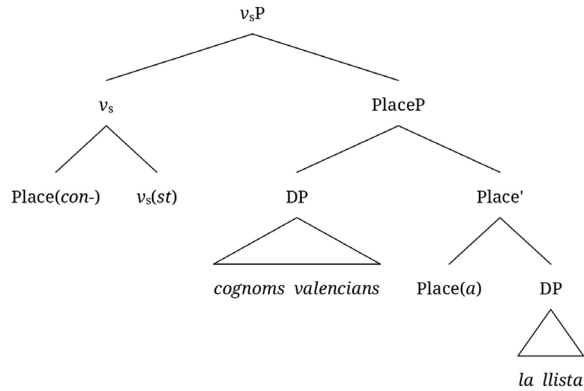 vₛP
vₛ PlaceP
Place(con-) vₛ(st) DP Place'
cognoms valencians Place(a) DP
la llista